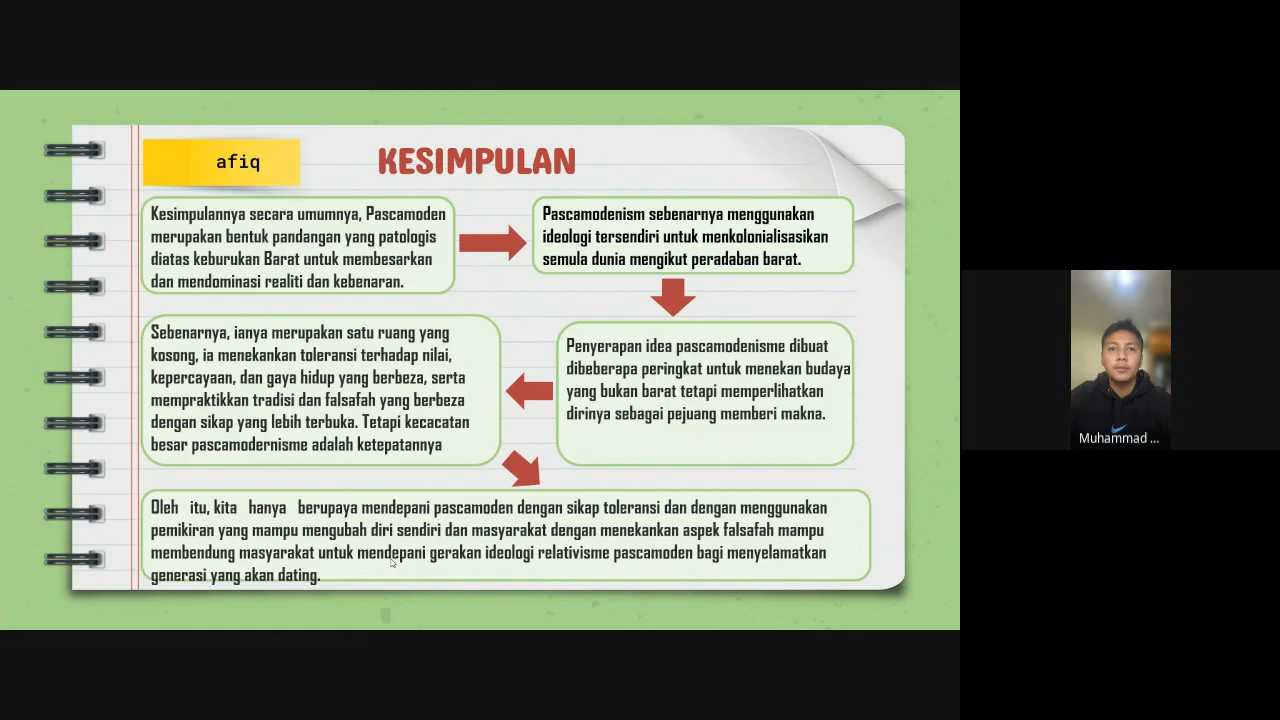 afiq
KESIMPULAN
Kesimpulannya secara umumnya, Pascamoden
merupakan bentuk pandangan yang patologis
diatas keburukan Barat untuk membesarkan
dan mendominasi realiti dan kebenaran.
Pascamodenism sebenarnya menggunakan
ideologi tersendiri untuk menkolonialisasikan
semula dunia mengikut peradaban barat.
Penyerapan idea pascamodenisme dibuat
dibeberapa peringkat untuk menekan budaya
yang bukan barat tetapi memperlihatkan
dirinya sebagai pejuang memberi makna.
Sebenarnya, ianya merupakan satu ruang yang
kosong, ia menekankan toleransi terhadap nilai,
kepercayaan, dan gaya hidup yang berbeza, serta
mempraktikkan tradisi dan falsafah yang berbeza
dengan sikap yang lebih terbuka. Tetapi kecacatan
besar pascamodernisme adalah ketepatannya
Oleh itu, kita hanya berupaya mendepani pascamoden dengan sikap toleransi dan dengan menggunakan
pemikiran yang mampu mengubah diri sendiri dan masyarakat dengan menekankan aspek falsafah mampu
membendung masyarakat untuk mendepani gerakan ideologi relativisme pascamoden bagi menyelamatkan
generasi yang akan dating.
Muhammad ...